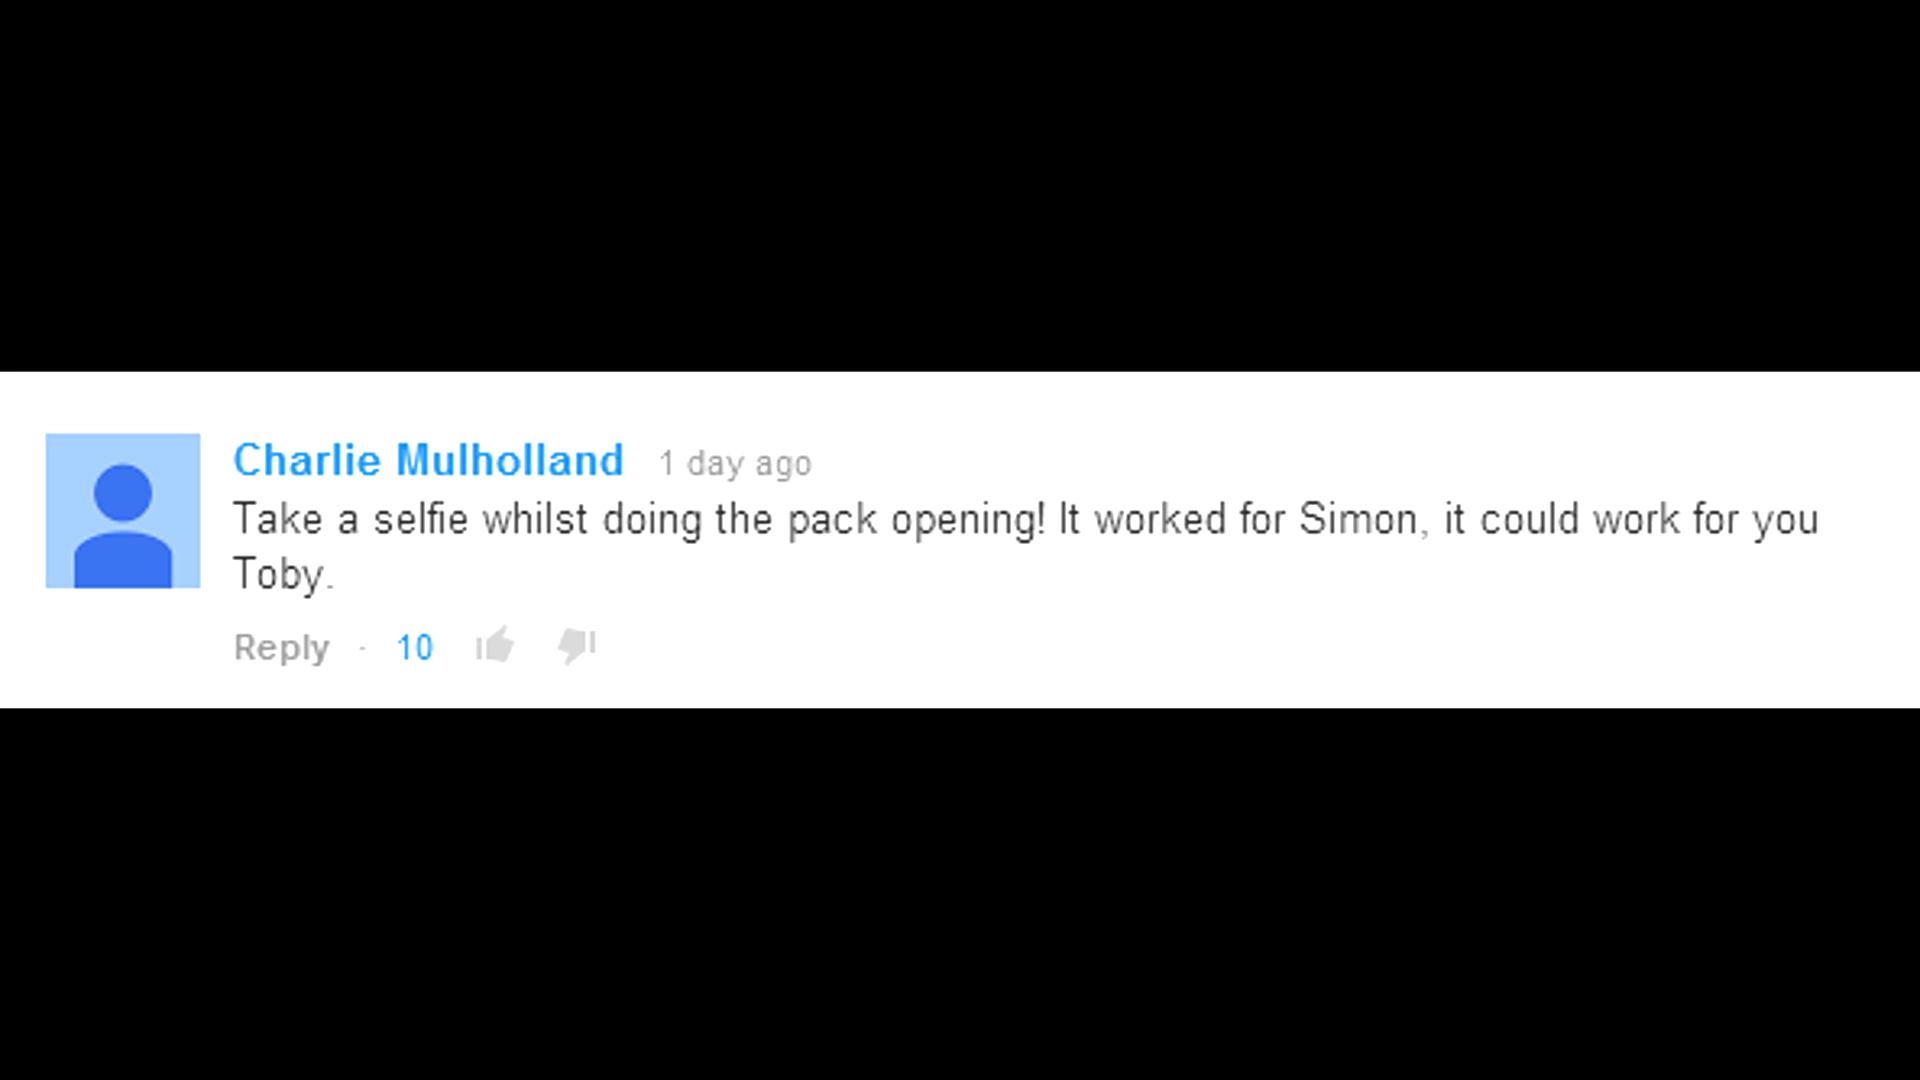 Charlie Mulholland 1 day ago
Take a selfie whilst doing the pack opening! It worked for Simon, it could work for you
Toby.
Reply · 10